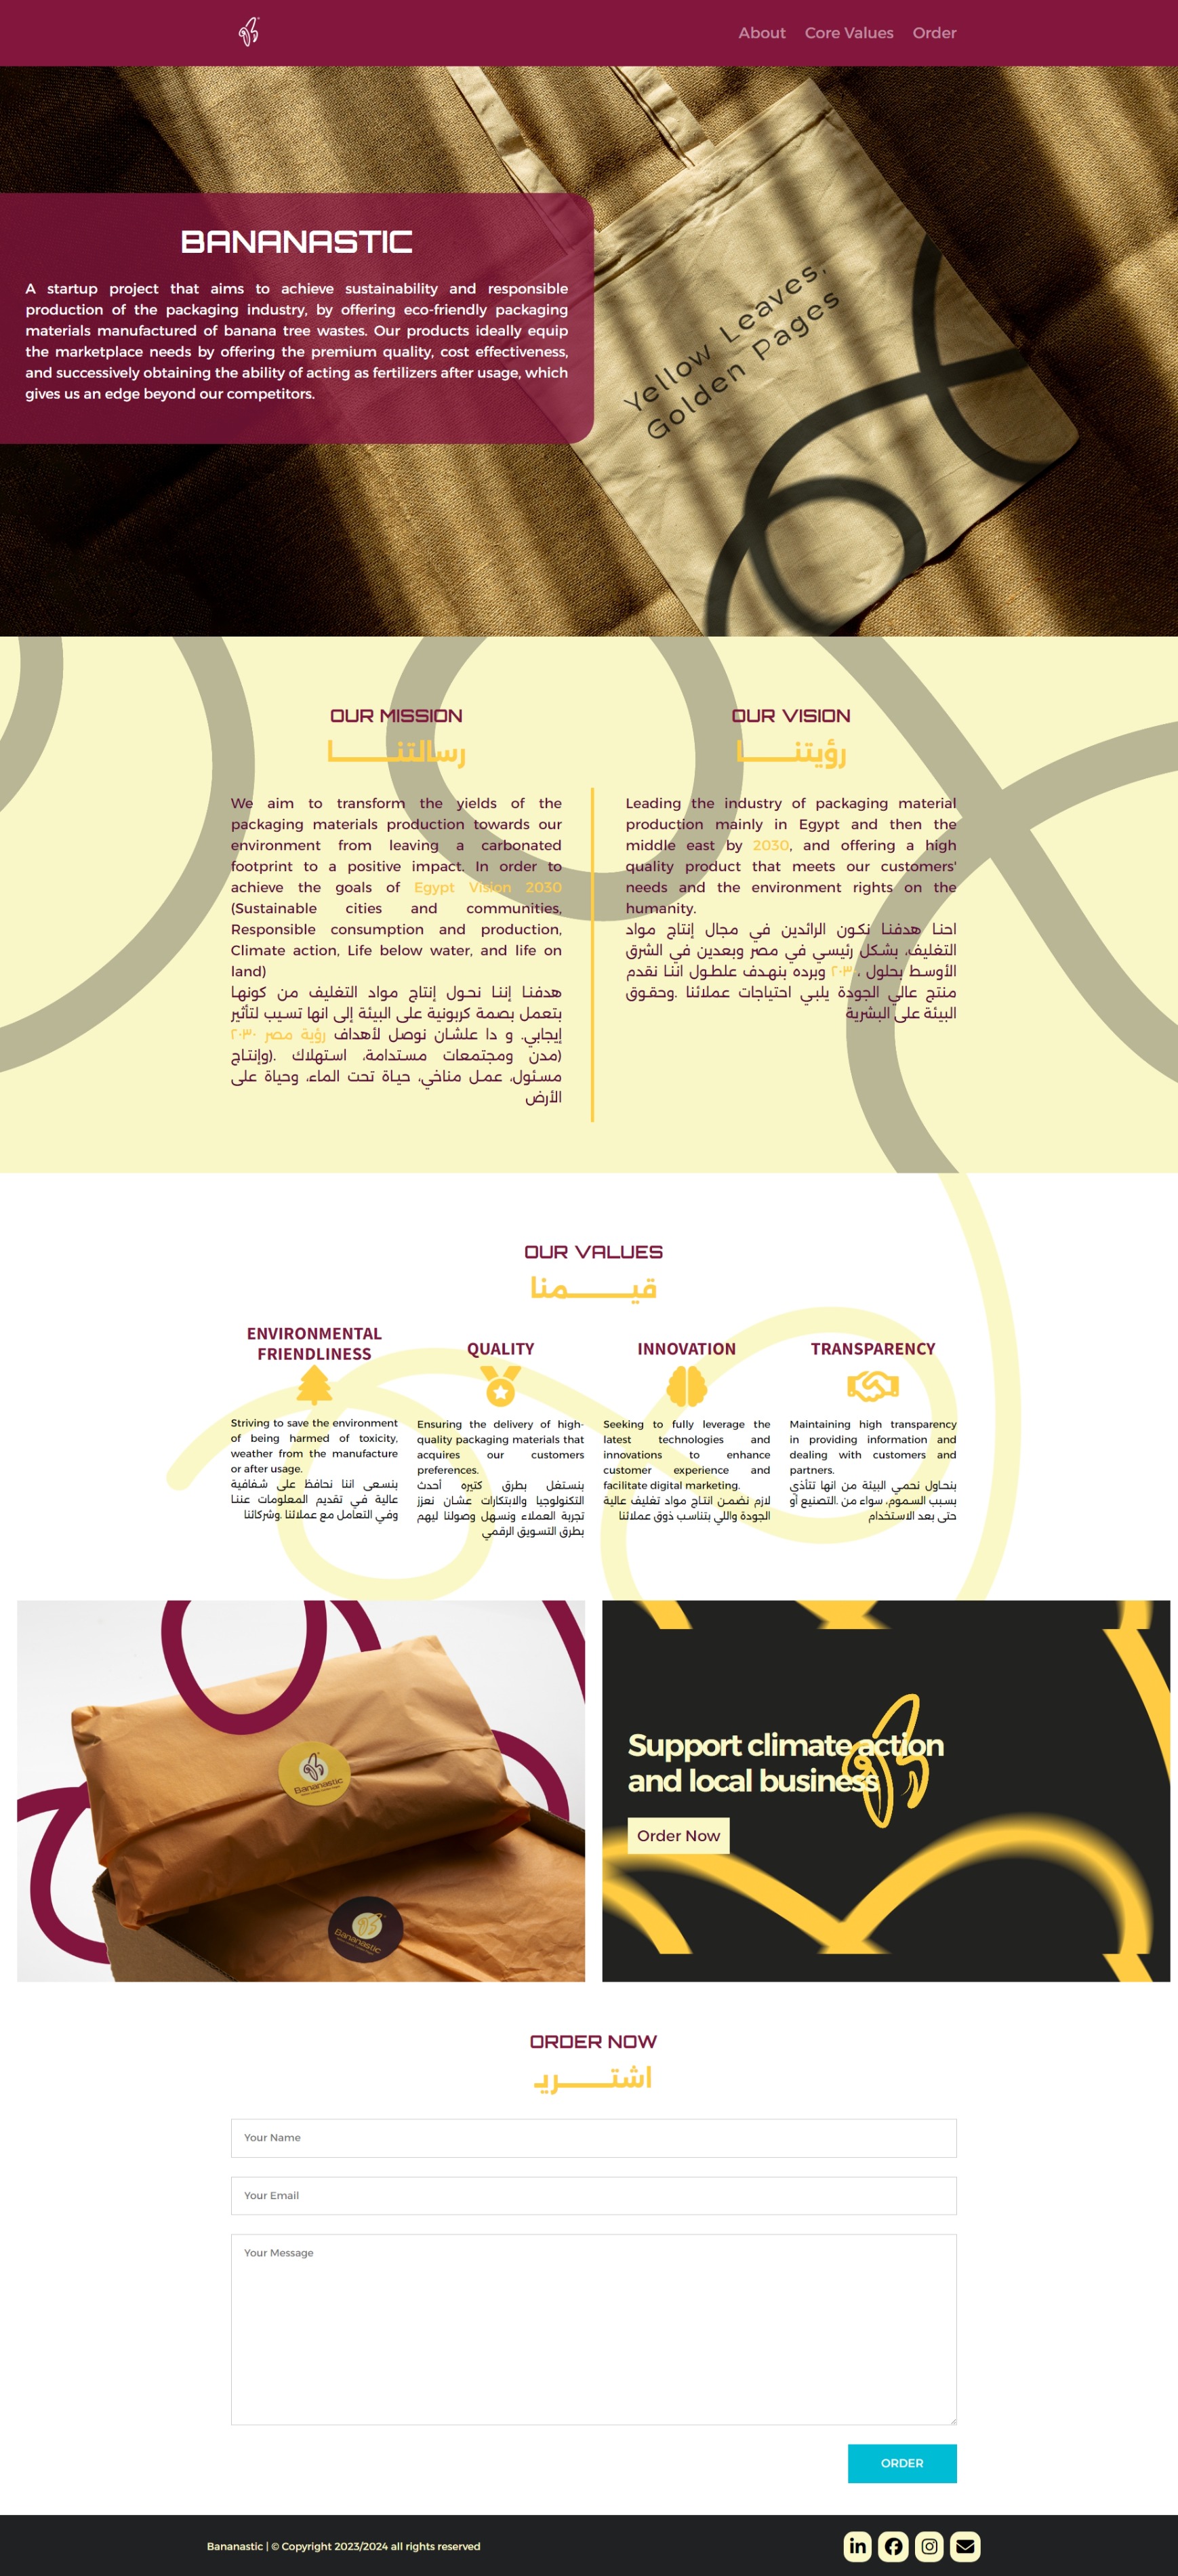 About Core Values Order
BANANASTIC
A startup project that aims to achieve sustainability and responsible
production of the packaging industry, by offering eco-friendly packaging
materials manufactured of banana tree wastes. Our products ideally equip
the marketplace needs by offering the premium quality, cost effectiveness,
and successively obtaining the ability of acting as fertilizers after usage, which
gives us an edge beyond our competitors.
Yellow Leaves,
Golden Pages
OUR MISSION
رسالتنـــــــا
We aim to transform the yields of the
packaging materials production towards our
environment from leaving a carbonated
footprint to a positive impact. In order to
achieve the goals of Egypt Vision 2030
(Sustainable cities and communities,
Responsible consumption and production,
Climate action, Life below water, and life on
land)
هدفنا إننا نحول إنتاج مواد التغليف من كونها
بتعمل بصمة كربونية على البيئة إلى انها تسيب لتأثير
إيجابي. و دا علشان نوصل لأهداف رؤية مصر ٢٠٣٠
(مدن ومجتمعات مستدامة، استهلاك .(وإنتاج
مسئول، عمل مناخي، حياة تحت الماء، وحياة على
الأرض
OUR VISION
رؤيتنــــــا
Leading the industry of packaging material
production mainly in Egypt and then the
middle east by 2030, and offering a high
quality product that meets our customers'
needs and the environment rights on the
humanity.
احنا هدفنا نكون الرائدين في مجال إنتاج مواد
التغليف، بشكل رئيسي في مصر وبعدين في الشرق
الأوسط بحلول ٢٠٣٠، وبرده بنهدف علطول اننا نقدم
منتج عالي الجودة يلبي احتياجات عملائنا .وحقوق
البيئة على البشرية
OUR VALUES
قيـــــــمنا
ENVIRONMENTAL
FRIENDLINESS
Striving to save the environment
of being harmed of toxicity,
weather from the manufacture
or after usage.
بنسعى اننا نحافظ على شفافية
عالية في تقديم المعلومات عننا
وفي التعامل مع عملائنا .وشركائنا
QUALITY
Ensuring the delivery of high-
quality packaging materials that
acquires our customers
preferences.
بنستغل بطرق كتيره أحدث
التكنولوجيا والابتكارات عشان نعزز
تجربة العملاء ونسهل وصولنا ليهم
بطرق التسويق الرقمي
INNOVATION
Seeking to fully leverage the
latest technologies and
innovations to enhance
customer experience and
facilitate digital marketing.
لازم نضمن انتاج مواد تغليف عالية
الجودة واللي بتناسب ذوق عملائنا
TRANSPARENCY
Maintaining high transparency
in providing information and
dealing with customers and
partners.
بنحاول نحمي البيئة من انها تتأذي
بسبب السموم، سواء من .التصنيع أو
حتى بعد الاستخدام
Bananastic
Bananastic
Support climate action
and local business
Order Now
ORDER NOW
اشتـــــــريـ
Your Name
Your Email
Your Message
ORDER
Bananastic | © Copyright 2023/2024 all rights reserved